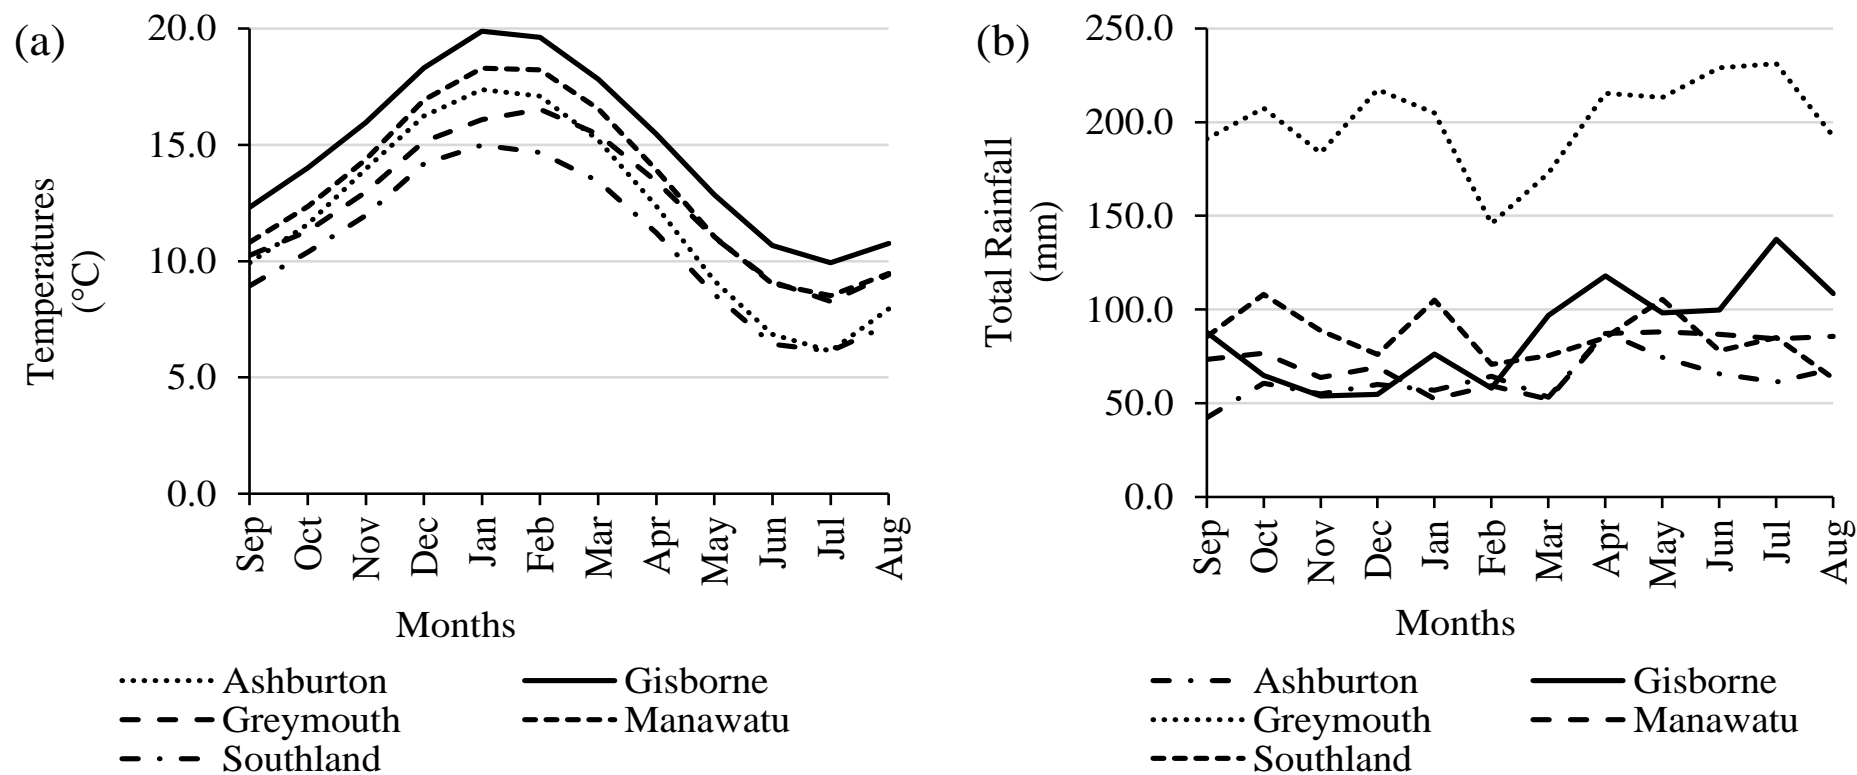 (a)
20.0
15.0
10.0
5.0
0.0
Temperatures
(°C)
Sep
Oct
Nov
Dec
Jan
Feb
Mar
Apr
May
Jun
Jul
Aug
Months
Ashburton
Gisborne
Greymouth
Manawatu
Southland
(b)
250.0
200.0
150.0
100.0
50.0
0.0
Total Rainfall
(mm)
Sep
Oct
Nov
Dec
Jan
Feb
Mar
Apr
May
Jun
Jul
Aug
Months
Ashburton
Gisborne
Greymouth
Manawatu
Southland